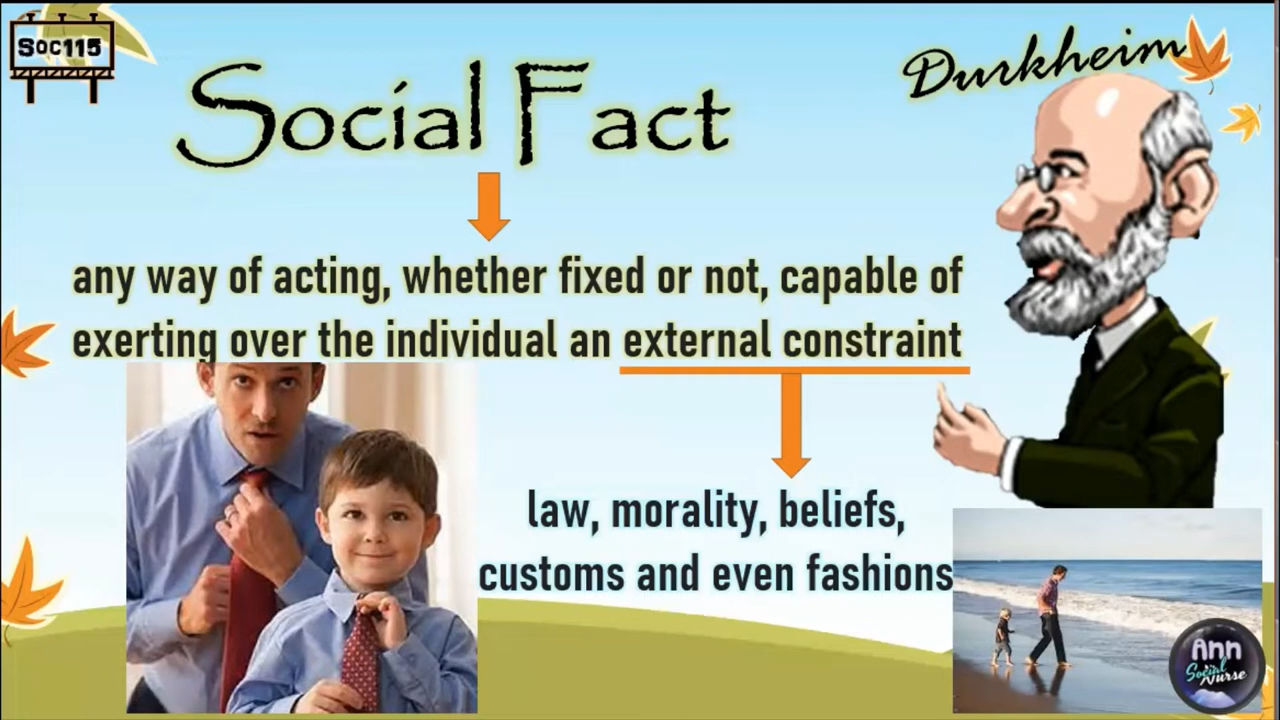 Soc115
Social Fact
Durkheim
any way of acting, whether fixed or not, capable of
exerting over the individual an external constraint
law, morality, beliefs,
customs and even fashions
Ann
Social
Nurse